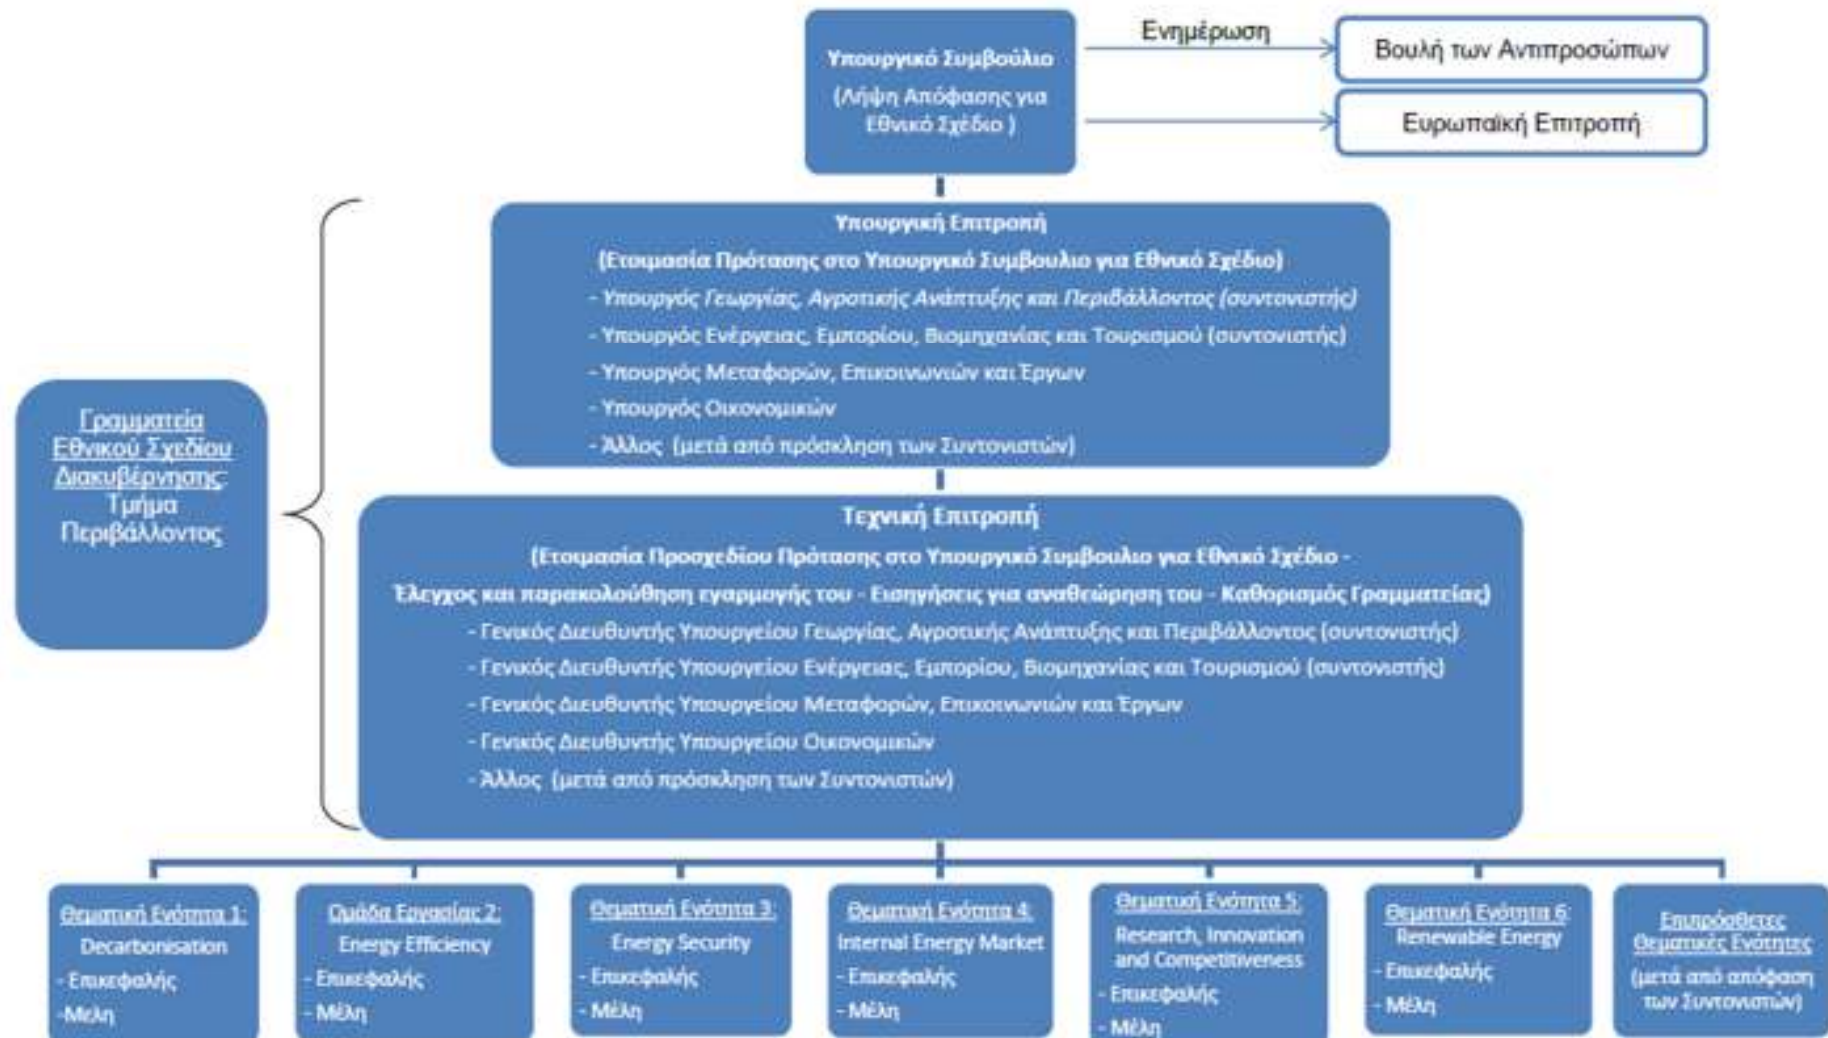 Υπουργικό Συμβούλιο
(Λήψη Απόφασης για
Εθνικό Σχέδιο )
Ενημέρωση
Βουλή των Αντιπροσώπων
Ευρωπαϊκή Επιτροπή
Υπουργική Επιτροπή
(Ετοιμασία Πρότασης στο Υπουργικό Συμβουλιο για Εθνικό Σχέδιο)
- Υπουργός Γεωργίας, Αγροτικής Ανάπτυξης και Περιβάλλοντος (συντονιστής)
- Υπουργός Ενέργειας, Εμπορίου, Βιομηχανίας και Τουρισμού (συντονιστής)
- Υπουργός Μεταφορών, Επικοινωνιών και Έργων
- Υπουργός Οικονομικών
- Άλλος (μετά από πρόσκληση των Συντονιστών)
Γραμματεία
Εθνικού Σχεδίου
Διακυβέρνησης:
Τμήμα
Περιβάλλοντος
Τεχνική Επιτροπή
(Ετοιμασία Προσχεδίου Πρότασης στο Υπουργικό Συμβουλιο για Εθνικό Σχέδιο -
Έλεγχος και παρακολούθηση εγαρμογής του - Εισηγήσεις για αναθεώρηση του - Καθορισμός Γραμματείας)
- Γενικός Διευθυντής Υπουργείου Γεωργίας, Αγροτικής Ανάπτυξης και Περιβάλλοντος (συντονιστής)
- Γενικός Διευθυντής Υπουργείου Ενέργειας, Εμπορίου, Βιομηχανίας και Τουρισμού (συντονιστής)
- Γενικός Διευθυντής Υπουργείου Μεταφορών, Επικοινωνιών και Έργων
- Γενικός Διευθυντής Υπουργείου Οικονομικών
- Άλλος (μετά από πρόσκληση των Συντονιστών)
Θεματική Ενότητα 1:
Decarbonisation
- Επικεφαλής
-Μελη
Ομάδα Εργασίας 2:
Energy Efficiency
- Επικεφαλής
- Μέλη
Θεματική Ενότητα 3:
Energy Security
- Επικεφαλής
- Μέλη
Θεματική Ενότητα 4:
Internal Energy Market
- Επικεφαλής
- Μέλη
Θεματική Ενότητα 5:
Research, Innovation
and Competitiveness
- Επικεφαλής
- Μέλη
Θεματική Ενότητα 6:
Renewable Energy
- Επικεφαλής
- Μέλη
Επιπρόσθετες
Θεματικές Ενότητες
(μετά από απόφαση
των Συντονιστών)